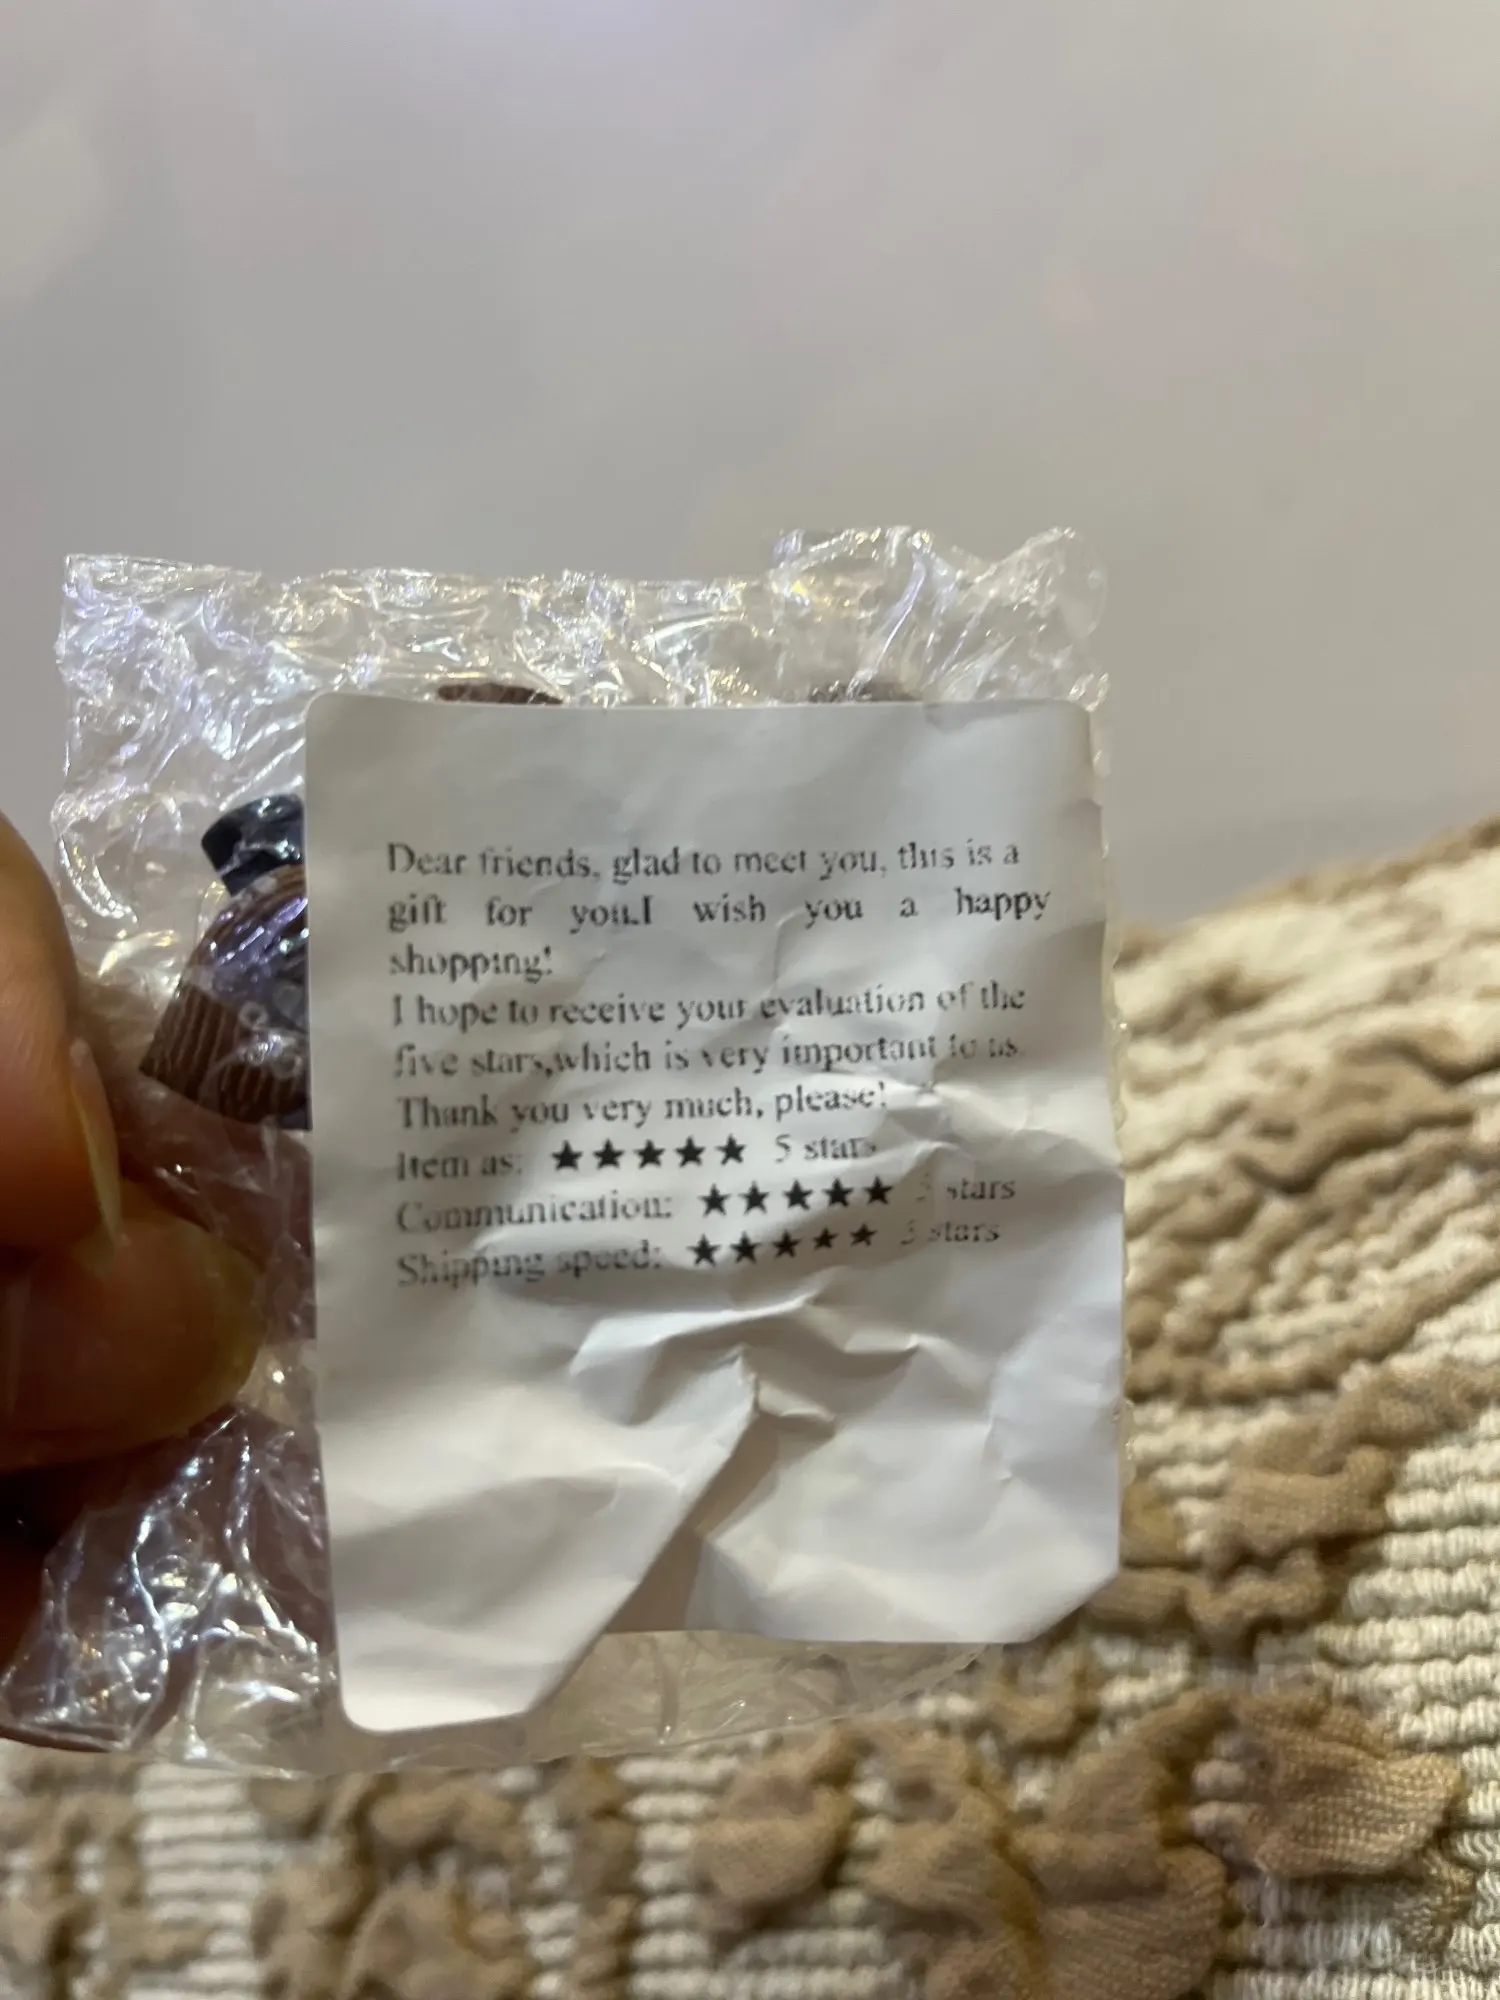 Dear friends, glad to meet you, this is a
gift for you.I wish you a happy
shopping!
I hope to receive your evaluation of the
five stars,which is very important to us.
Thank you very much, please!
Item as: ★★★★★ 5 stars
Communication: ★★★★★ 5 stars
Shipping speed: ★★★★★ 5 stars